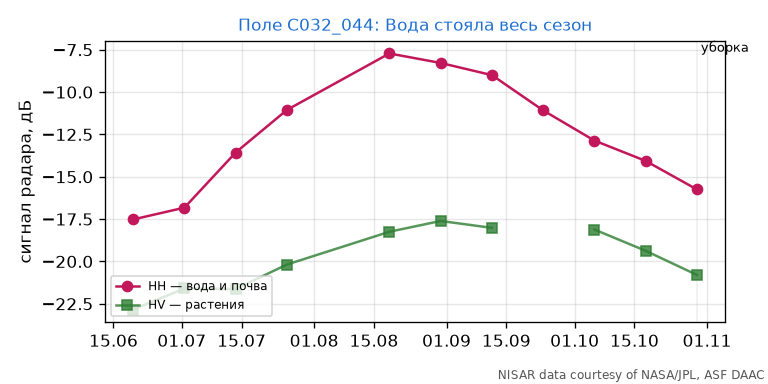 Поле C032_044: Вода стояла весь сезон
уборка
сигнал радара, дБ
−7.5
−10.0
−12.5
−15.0
−17.5
−20.0
−22.5
HH — вода и почва
HV — растения
15.06 01.07 15.07 01.08 15.08 01.09 15.09 01.10 15.10 01.11
NISAR data courtesy of NASA/JPL, ASF DAAC